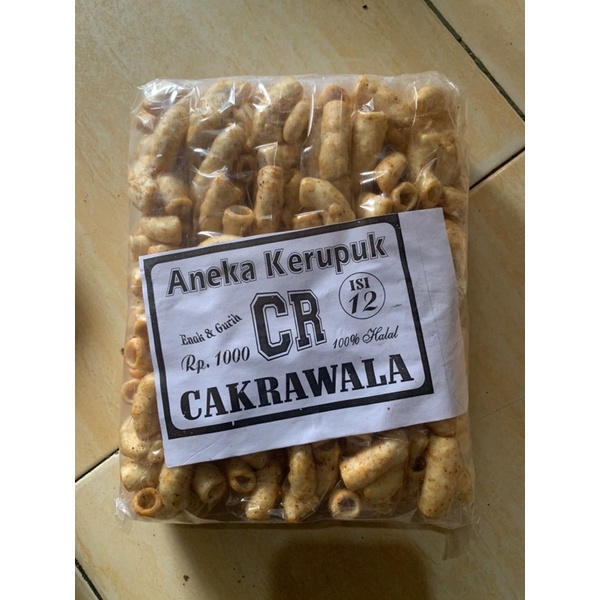 Aneka Kerupuk
Enak & Gurih
Rp. 1000
CR
ISI
12
100% Halal
CAKRAWALA